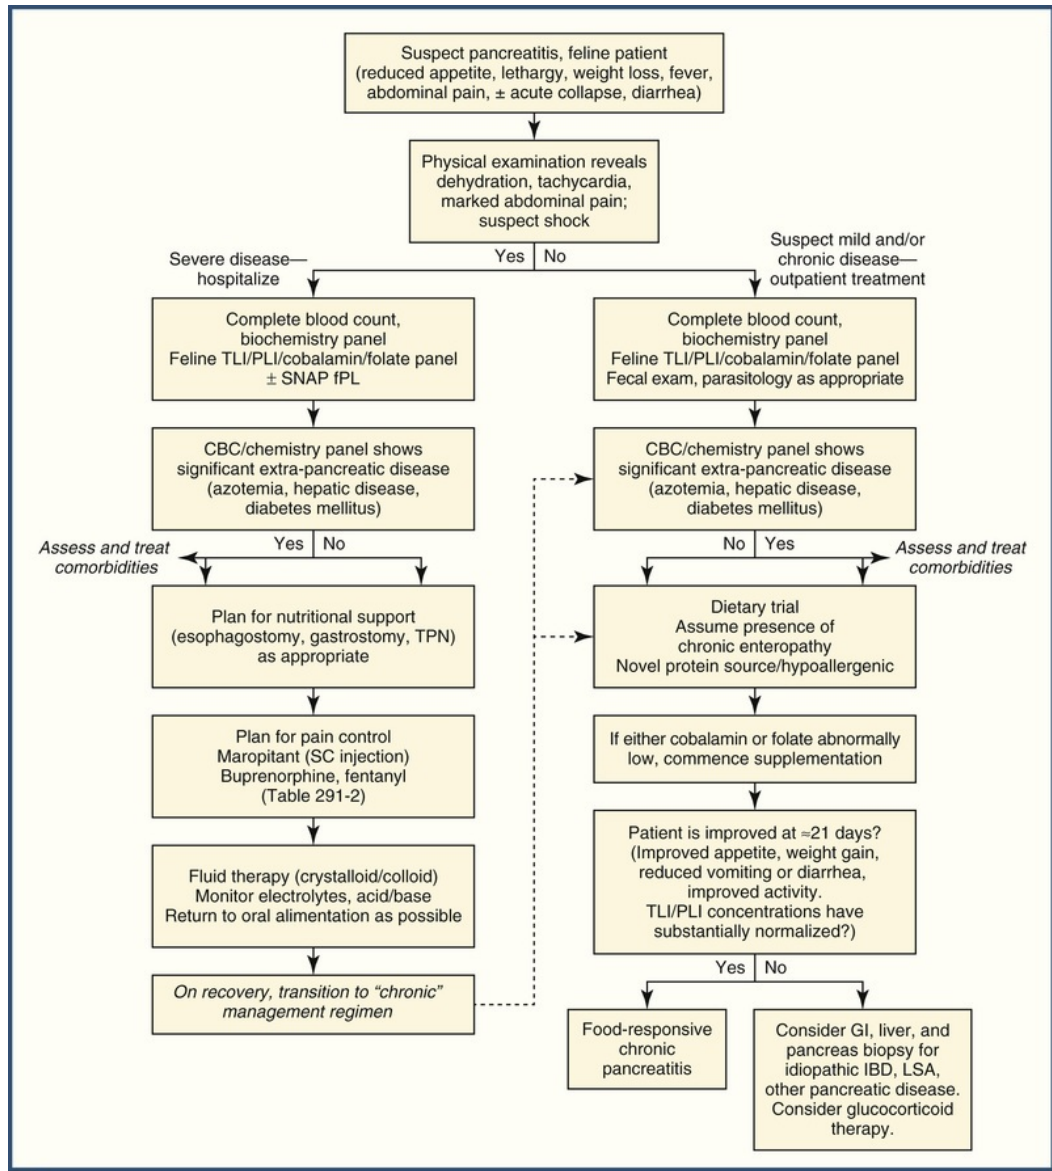 Suspect pancreatitis, feline patient
(reduced appetite, lethargy, weight loss, fever,
abdominal pain, ± acute collapse, diarrhea)
Physical examination reveals
dehydration, tachycardia,
marked abdominal pain;
suspect shock
Yes No
Severe disease—
hospitalize
Suspect mild and/or
chronic disease—
outpatient treatment
Complete blood count,
biochemistry panel
Feline TLI/PLI/cobalamin/folate panel
± SNAP fPL
Complete blood count,
biochemistry panel
Feline TLI/PLI/cobalamin/folate panel
Fecal exam, parasitology as appropriate
CBC/chemistry panel shows
significant extra-pancreatic disease
(azotemia, hepatic disease,
diabetes mellitus)
CBC/chemistry panel shows
significant extra-pancreatic disease
(azotemia, hepatic disease,
diabetes mellitus)
Assess and treat
comorbidities
Yes No
No Yes
Assess and treat
comorbidities
Plan for nutritional support
(esophagostomy, gastrostomy, TPN)
as appropriate
Dietary trial
Assume presence of
chronic enteropathy
Novel protein source/hypoallergenic
Plan for pain control
Maropitant (SC injection)
Buprenorphine, fentanyl
(Table 291-2)
If either cobalamin or folate abnormally
low, commence supplementation
Fluid therapy (crystalloid/colloid)
Monitor electrolytes, acid/base
Return to oral alimentation as possible
Patient is improved at ≈21 days?
(Improved appetite, weight gain,
reduced vomiting or diarrhea,
improved activity.
TLI/PLI concentrations have
substantially normalized?)
On recovery, transition to “chronic”
management regimen
Yes No
Food-responsive
chronic
pancreatitis
Consider GI, liver, and
pancreas biopsy for
idiopathic IBD, LSA,
other pancreatic disease.
Consider glucocorticoid
therapy.